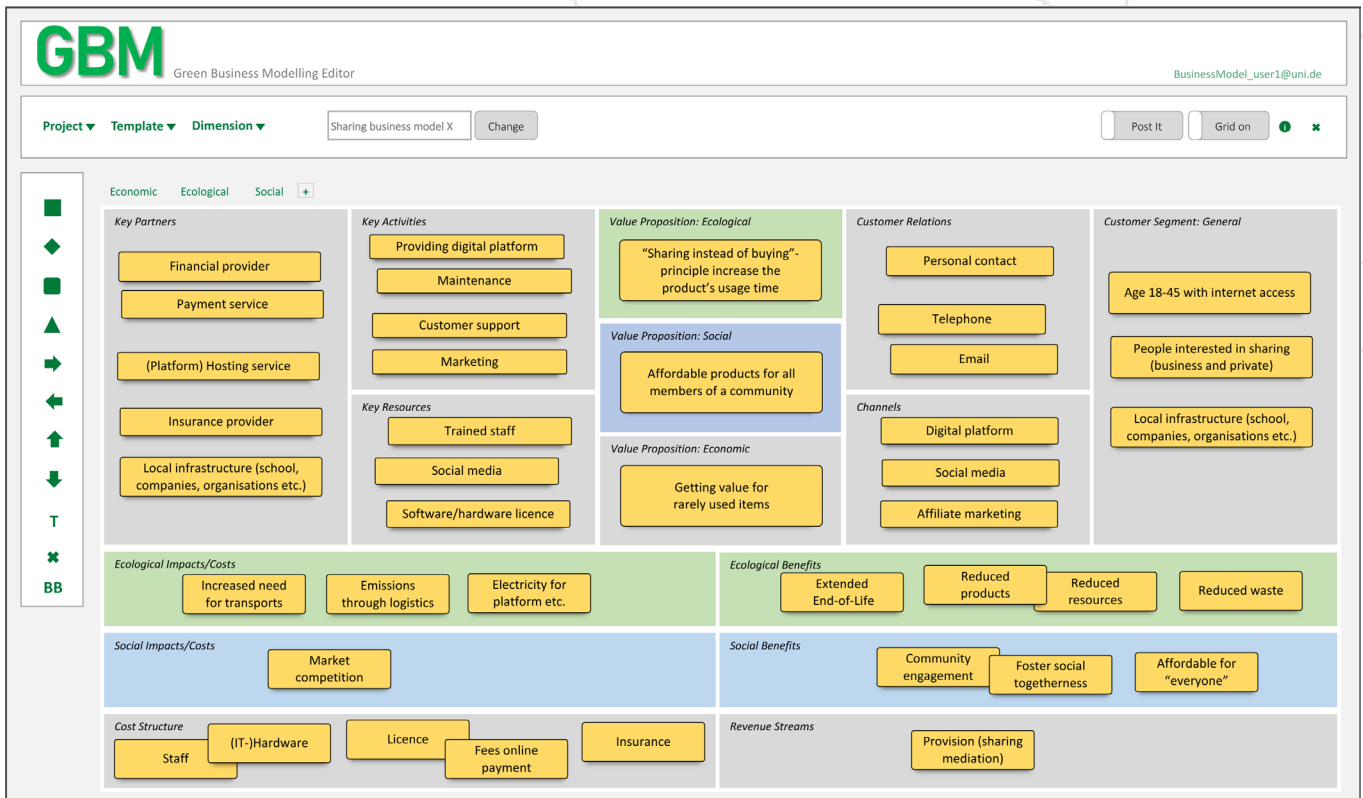 GBM
Green Business Modelling Editor
BusinessModel_user1@uni.de
Project Template Dimension
Sharing business model X
Change
Post It
Grid on
i
Economic Ecological Social +
T
BB
Key Partners
Financial provider
Payment service
(Platform) Hosting service
Insurance provider
Local infrastructure (school,
companies, organisations etc.)
Key Activities
Providing digital platform
Maintenance
Customer support
Marketing
Key Resources
Trained staff
Social media
Software/hardware licence
Value Proposition: Ecological
“Sharing instead of buying”-
principle increase the
product’s usage time
Value Proposition: Social
Affordable products for all
members of a community
Value Proposition: Economic
Getting value for
rarely used items
Customer Relations
Personal contact
Telephone
Email
Channels
Digital platform
Social media
Affiliate marketing
Customer Segment: General
Age 18-45 with internet access
People interested in sharing
(business and private)
Local infrastructure (school,
companies, organisations etc.)
Ecological Impacts/Costs
Increased need
for transports
Emissions
through logistics
Electricity for
platform etc.
Ecological Benefits
Extended
End-of-Life
Reduced
products
Reduced
resources
Reduced waste
Social Impacts/Costs
Market
competition
Social Benefits
Community
engagement
Foster social
togetherness
Affordable for
“everyone”
Cost Structure
Staff
(IT-)Hardware
Licence
Fees online
payment
Insurance
Revenue Streams
Provision (sharing
mediation)